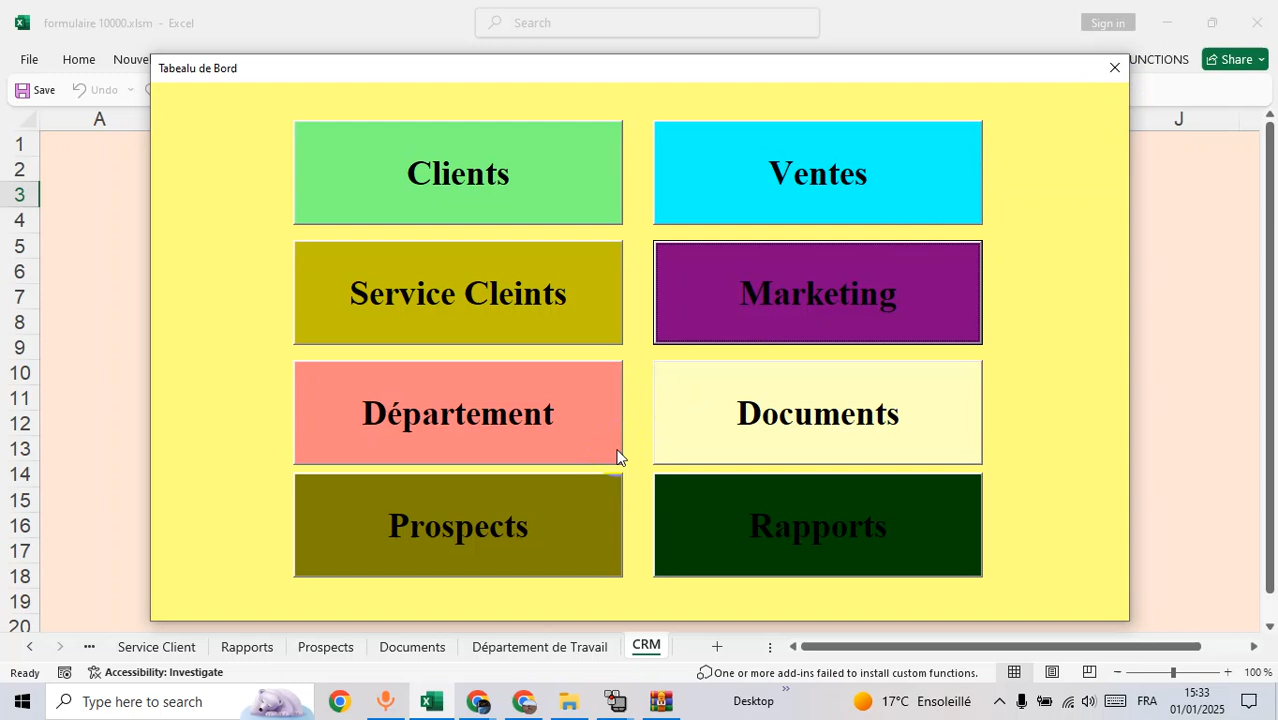 formulaire 10000.xlsm - Excel
Search
Sign in
File
Home
Nouvel
UNCTIONS
Share
Save
Undo
Tabealu de Bord
A
J
1
2
3
4
5
6
7
8
9
10
11
12
13
14
15
16
17
18
19
20
Clients
Ventes
Service Cleints
Marketing
Département
Documents
Prospects
Rapports
Service Client
Rapports
Prospects
Documents
Département de Travail
CRM
Ready
Accessibility: Investigate
One or more add-ins failed to install custom functions.
100 %
Type here to search
Desktop
17°C Ensoleillé
FRA
15:33
01/01/2025